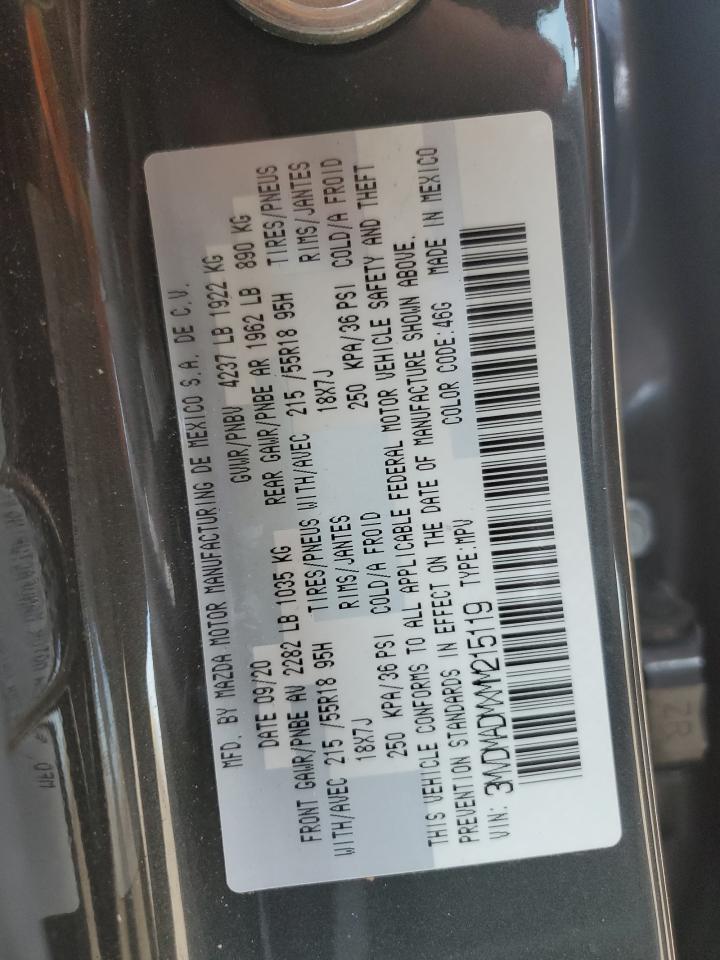 MFD. BY MAZDA MOTOR MANUFACTURING DE MEXICO S.A. DE C.V.
DATE 09/20 GVWR/PNBV 4237 LB 1922 KG
FRONT GAWR/PNBE AV 2282 LB 1035 KG REAR GAWR/PNBE AR 1962 LB 890 KG
WITH/AVEC 215 /55R18 95H TIRES/PNEUS WITH/AVEC 215 /55R18 95H TIRES/PNEUS
18X7J RIMS/JANTES 18X7J RIMS/JANTES
250 KPA/36 PSI COLD/A FROID 250 KPA/36 PSI COLD/A FROID
THIS VEHICLE CONFORMS TO ALL APPLICABLE FEDERAL MOTOR VEHICLE SAFETY AND THEFT
PREVENTION STANDARDS IN EFFECT ON THE DATE OF MANUFACTURE SHOWN ABOVE.
VIN: 3MVDMADMXMM215119 TYPE:MPV COLOR CODE:46G MADE IN MEXICO